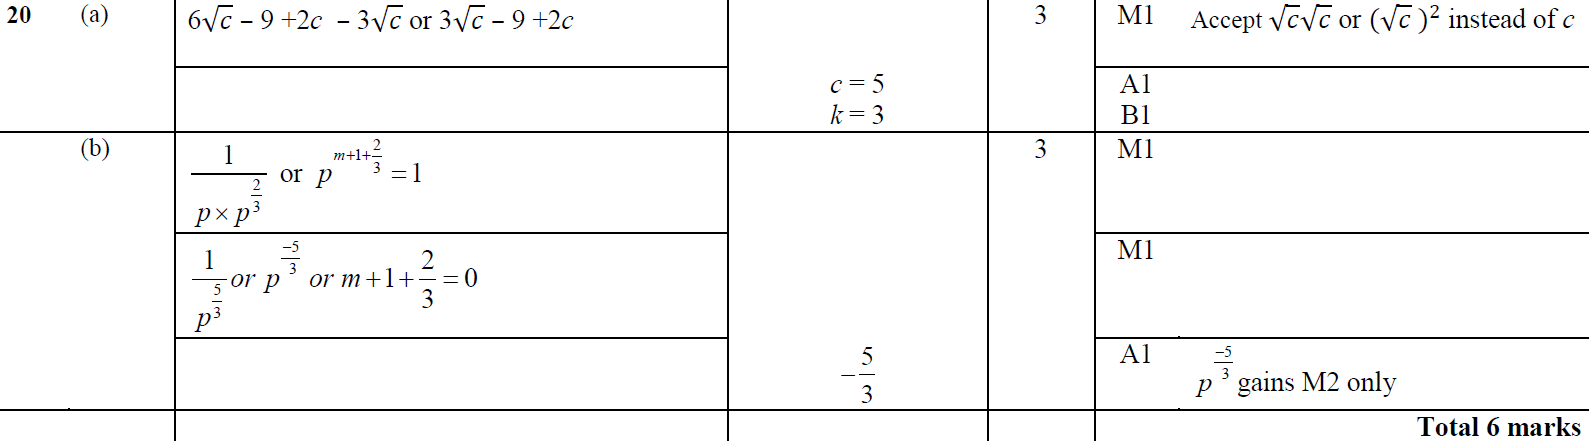 20 (a) 6√c – 9 +2c – 3√c or 3√c – 9 +2c 3 M1 Accept √c√c or (√c )² instead of c
c = 5 A1
k = 3 B1
(b) 1/(p × p^(2/3)) or p^(m+1+2/3) = 1 3 M1
1/p^(5/3) or p^(-5/3) or m + 1 + 2/3 = 0 M1
–5/3 A1 p^(-5/3) gains M2 only
Total 6 marks